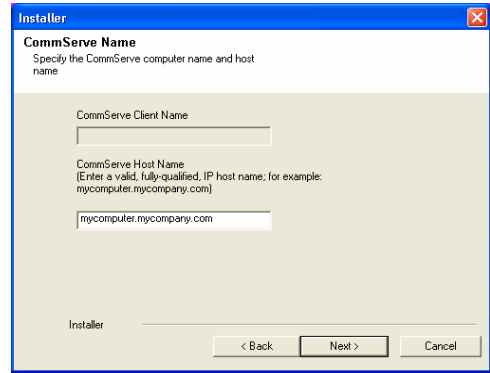 Installer
CommServe Name
Specify the CommServe computer name and host
name
CommServe Client Name
CommServe Host Name
(Enter a valid, fully-qualified, IP host name; for example:
mycomputer.mycompany.com)
mycomputer.mycompany.com
Installer
< Back
Next >
Cancel